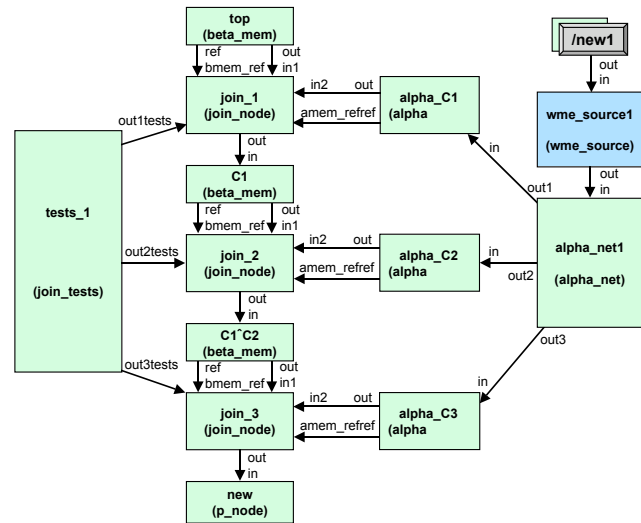 top
(beta_mem)
/new1
ref
out
bmem_ref
in1
out
in
join_1
(join_node)
in2
out
amem_refref
alpha_C1
(alpha
wme_source1
(wme_source)
out1tests
out
in
in
out
in
out1
C1
(beta_mem)
tests_1
(join_tests)
ref
out
bmem_ref
in1
out2tests
join_2
(join_node)
in2
out
amem_refref
alpha_C2
(alpha
in
out2
alpha_net1
(alpha_net)
out
in
C1^C2
(beta_mem)
out3
out3tests
ref
out
bmem_ref
in1
in
join_3
(join_node)
in2
out
amem_refref
alpha_C3
(alpha
out
in
new
(p_node)